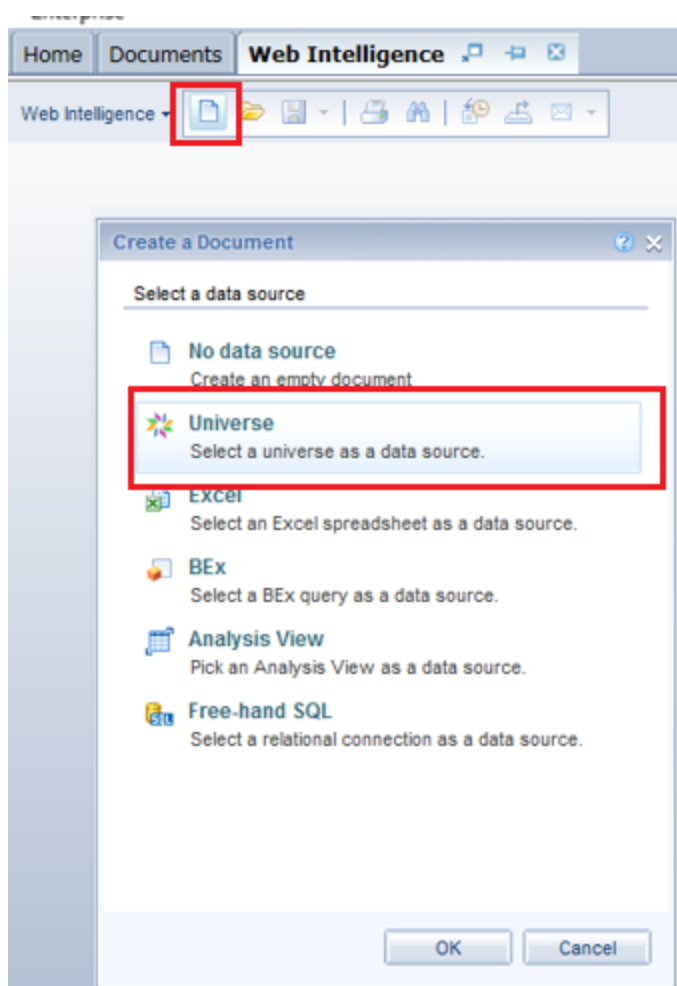 Home Documents Web Intelligence
Web Intelligence
Create a Document
Select a data source
No data source
Create an empty document
Universe
Select a universe as a data source.
Excel
Select an Excel spreadsheet as a data source.
BEx
Select a BEx query as a data source.
Analysis View
Pick an Analysis View as a data source.
SQL Free-hand SQL
Select a relational connection as a data source.
OK Cancel